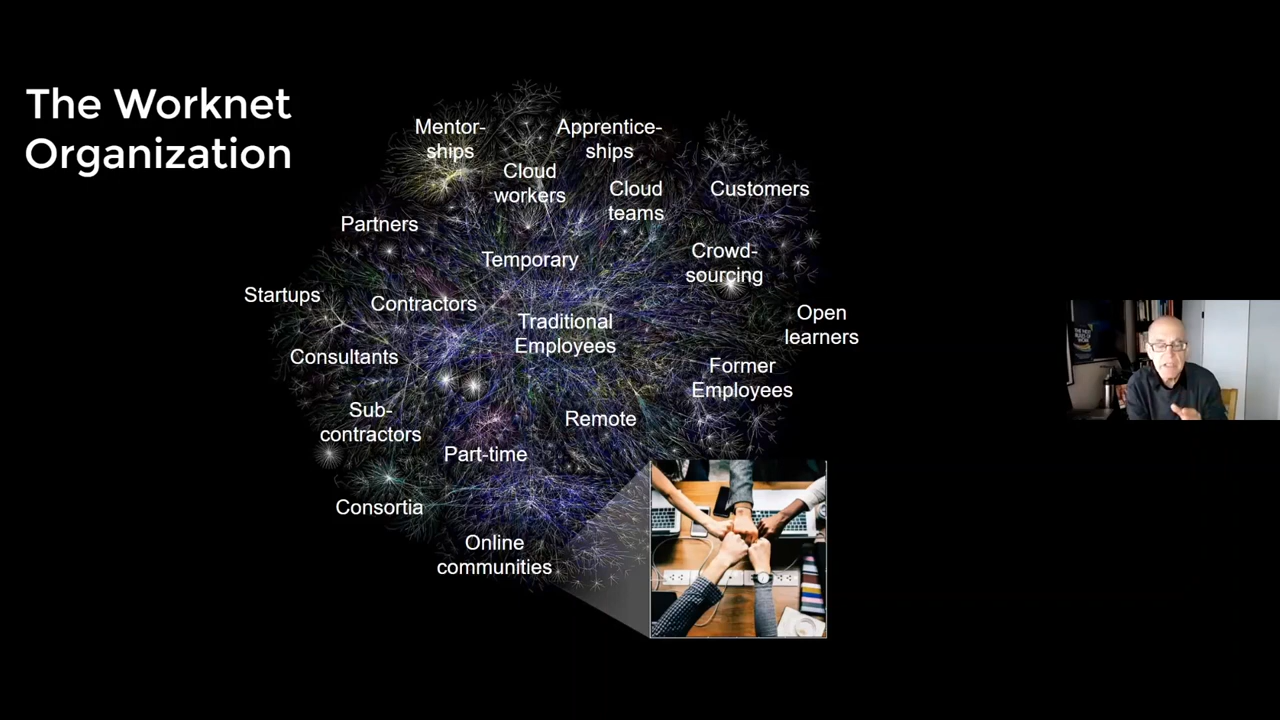 The Worknet
Organization
Mentor-
ships
Apprentice-
ships
Cloud
workers
Cloud
teams
Customers
Partners
Temporary
Crowd-
sourcing
Startups
Contractors
Traditional
Employees
Open
learners
Consultants
Former
Employees
Sub-
contractors
Remote
Part-time
Consortia
Online
communities